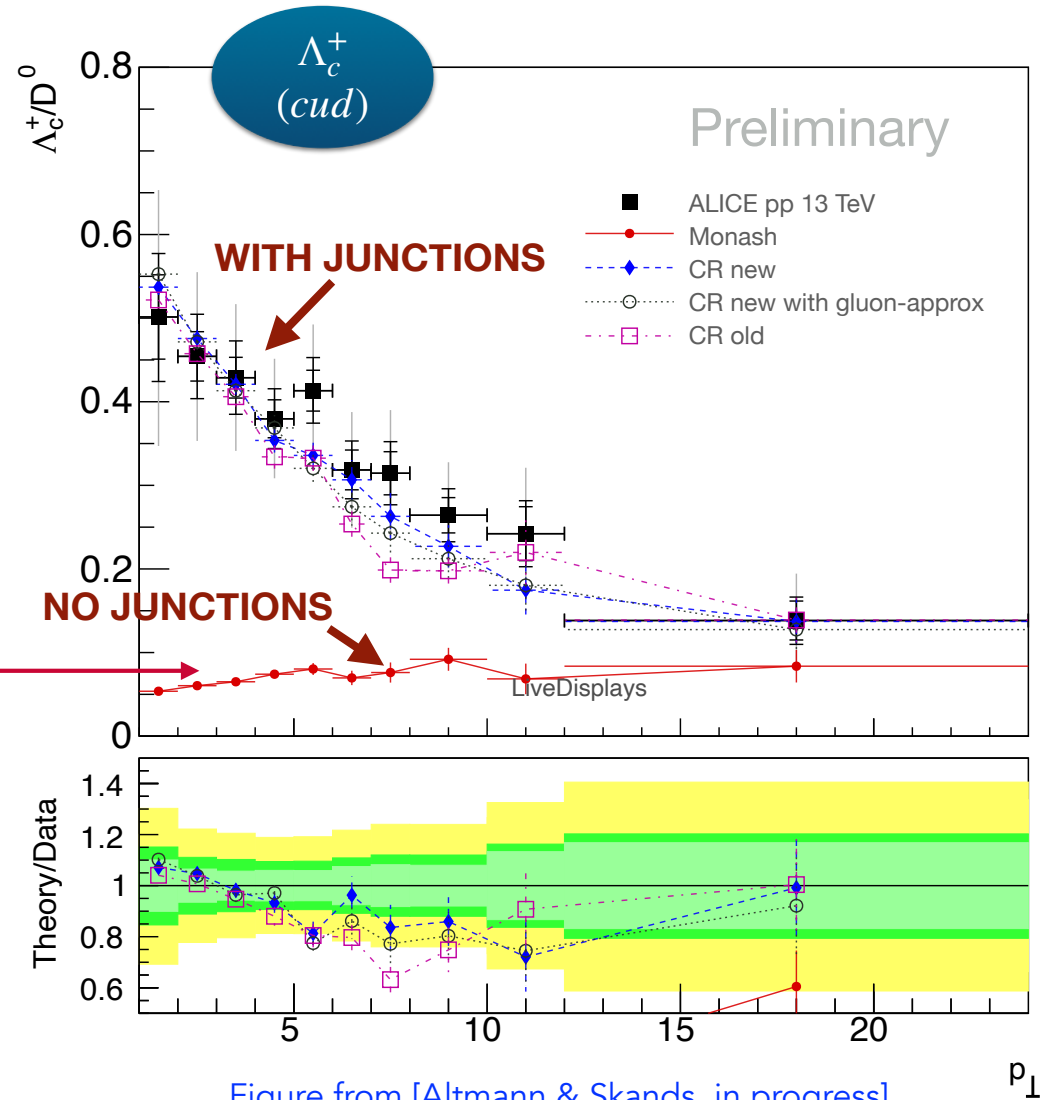 Λc+
(cud)
Λc+/D0
0.8
0.6
0.4
0.2
0
Preliminary
ALICE pp 13 TeV
Monash
CR new
CR new with gluon-approx
CR old
WITH JUNCTIONS
NO JUNCTIONS
LiveDisplays
Theory/Data
1.4
1.2
1
0.8
0.6
5
10
15
20
p⊥
Figure from [Altmann & Skands, in progress]